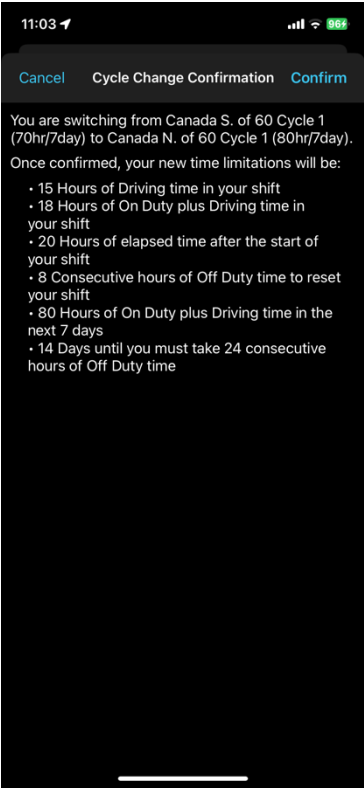 11:03
96
Cancel Cycle Change Confirmation Confirm
You are switching from Canada S. of 60 Cycle 1
(70hr/7day) to Canada N. of 60 Cycle 1 (80hr/7day).
Once confirmed, your new time limitations will be:
• 15 Hours of Driving time in your shift
• 18 Hours of On Duty plus Driving time in
your shift
• 20 Hours of elapsed time after the start of
your shift
• 8 Consecutive hours of Off Duty time to reset
your shift
• 80 Hours of On Duty plus Driving time in the
next 7 days
• 14 Days until you must take 24 consecutive
hours of Off Duty time